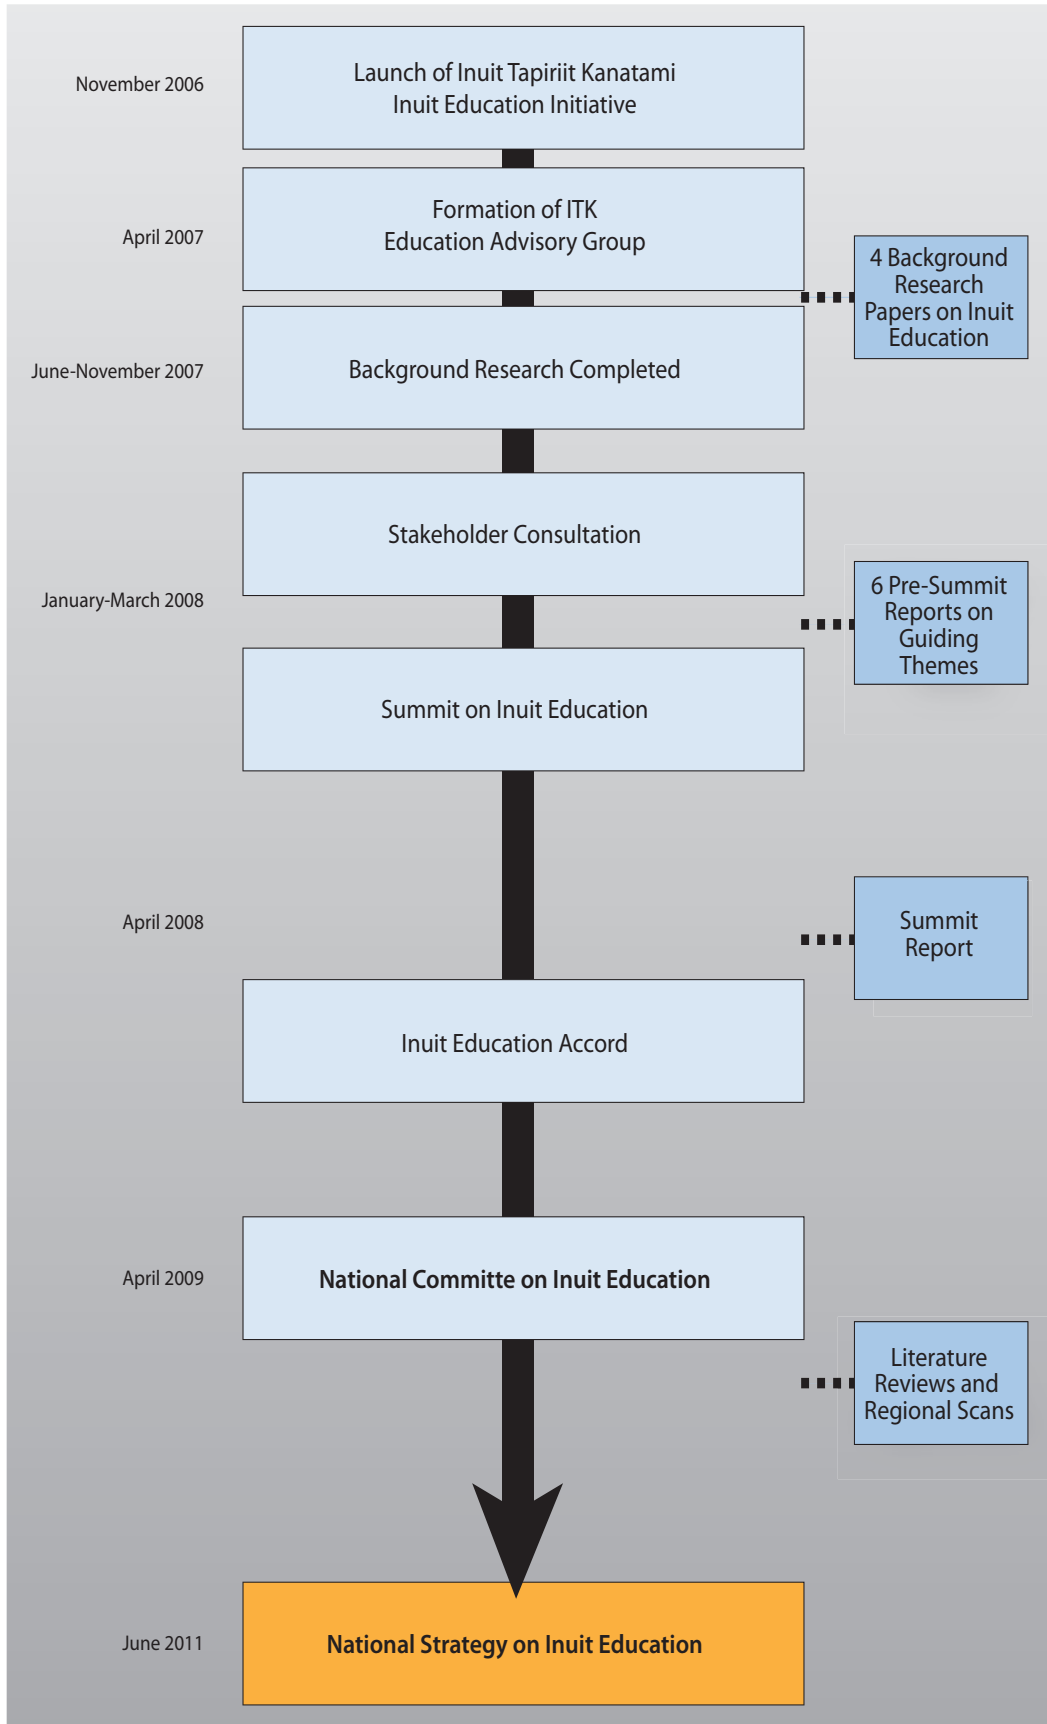 November 2006
Launch of Inuit Tapiriit Kanatami
Inuit Education Initiative
April 2007
Formation of ITK
Education Advisory Group
4 Background
Research
Papers on Inuit
Education
June-November 2007
Background Research Completed
Stakeholder Consultation
January-March 2008
6 Pre-Summit
Reports on
Guiding
Themes
Summit on Inuit Education
April 2008
Summit
Report
Inuit Education Accord
April 2009
National Committe on Inuit Education
Literature
Reviews and
Regional Scans
June 2011
National Strategy on Inuit Education